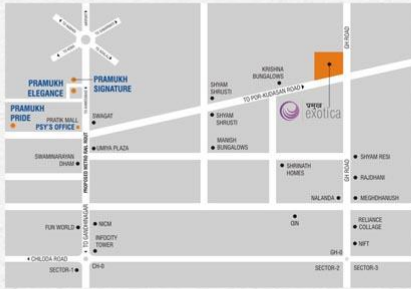 GH ROAD
PRAMUKH
ELEGANCE
PRAMUKH
SIGNATURE
KRISHNA
BUNGALOWS
SHYAM
SHRUSTI
TO POR-KUDASAN ROAD
प्रमुख
exotica
PRAMUKH
PRIDE
PRATIK MALL
PSY'S OFFICE
SWAGAT
SHYAM
SHRUSTI
UMIYA PLAZA
MANISH
BUNGALOWS
SWAMINARAYAN
DHAM
PROPOSED METRO RAIL ROUT
SHRINATH
HOMES
GH ROAD
SHYAM RESI
RAJDHANI
NALANDA
MEGHDHANUSH
TO GANDHINAGAR
FUN WORLD
NICM
INFOCITY
TOWER
GIN
RELIANCE
COLLAGE
NIFT
GH-0
CHILODA ROAD
SECTOR-1
CH-0
SECTOR-2
SECTOR-3